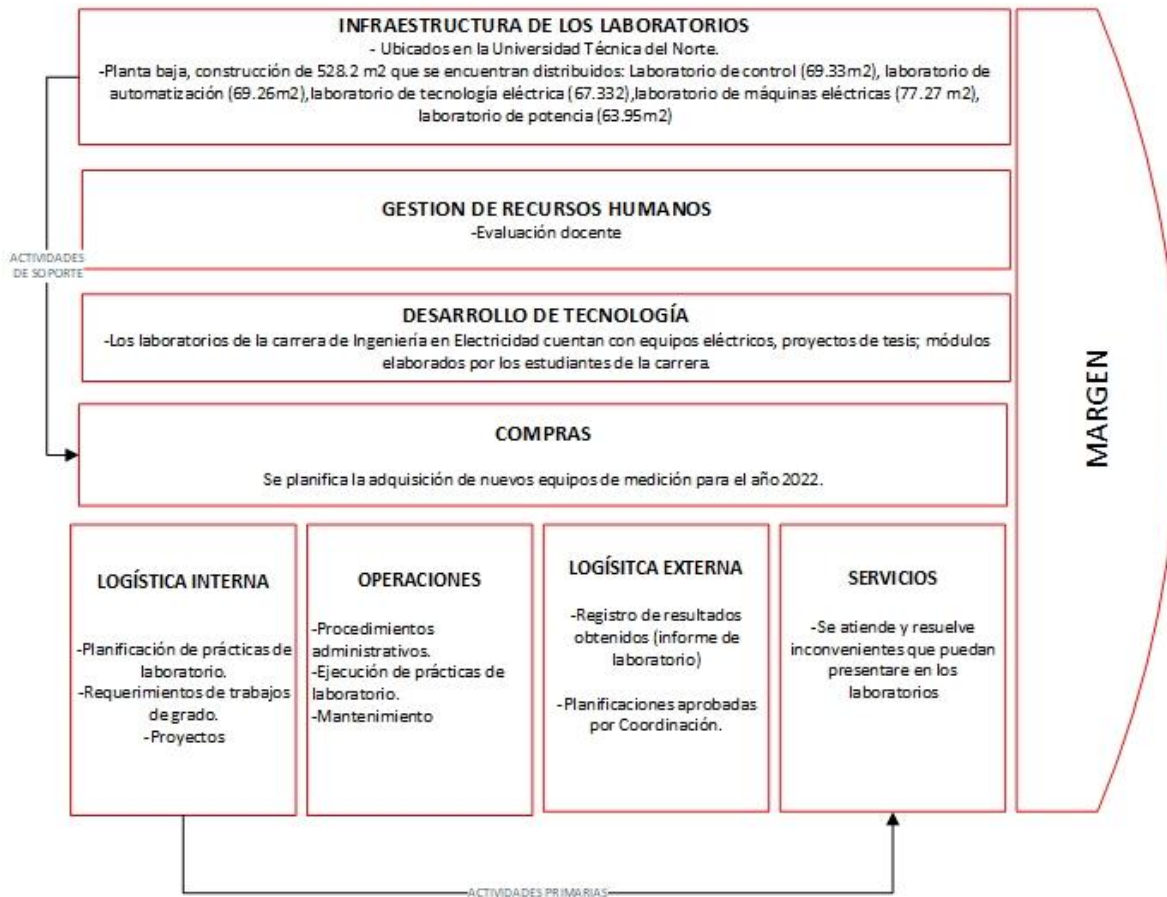 INFRAESTRUCTURA DE LOS LABORATORIOS
- Ubicados en la Universidad Técnica del Norte.
-Planta baja, construcción de 528.2 m2 que se encuentran distribuidos: Laboratorio de control (69.33m2), laboratorio de
automatización (69.26m2),laboratorio de tecnología eléctrica (67.332),laboratorio de máquinas eléctricas (77.27 m2),
laboratorio de potencia (63.95m2)
GESTION DE RECURSOS HUMANOS
-Evaluación docente
ACTIVIDADES
DE SOPORTE
DESARROLLO DE TECNOLOGÍA
-Los laboratorios de la carrera de Ingeniería en Electricidad cuentan con equipos eléctricos, proyectos de tesis; módulos
elaborados por los estudiantes de la carrera.
COMPRAS
Se planifica la adquisición de nuevos equipos de medición para el año 2022.
MARGEN
LOGÍSTICA INTERNA
-Planificación de prácticas de
laboratorio.
-Requerimientos de trabajos
de grado.
-Proyectos
OPERACIONES
-Procedimientos
administrativos.
-Ejecución de prácticas de
laboratorio.
-Mantenimiento
LOGÍSITCA EXTERNA
-Registro de resultados
obtenidos (informe de
laboratorio)
-Planificaciones aprobadas
por Coordinación.
SERVICIOS
-Se atiende y resuelve
inconvenientes que puedan
presentare en los
laboratorios
ACTIVIDADES PRIMARIAS